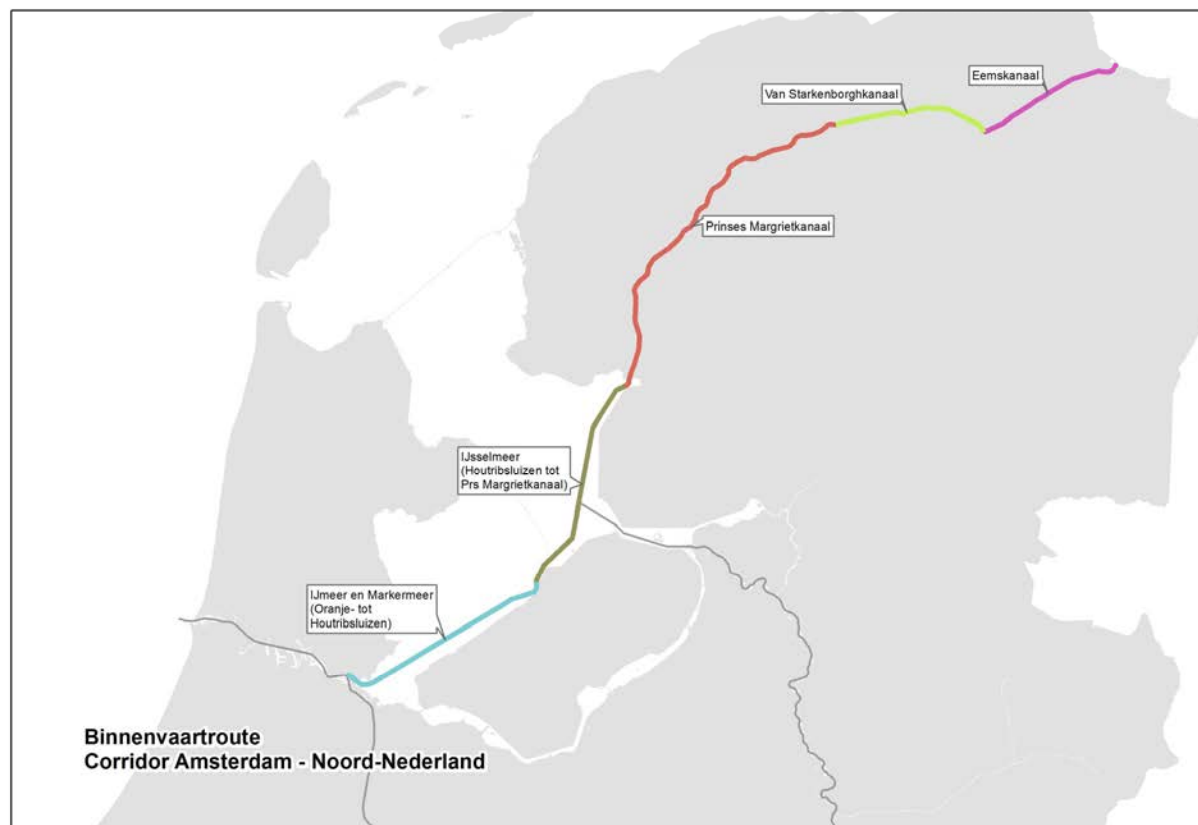 Eemskanaal
Van Starkenborghkanaal
Prinses Margrietkanaal
IJsselmeer
(Houtribsluizen tot
Prs Margrietkanaal)
IJmeer en Markermeer
(Oranje- tot
Houtribsluizen)
Binnenvaartroute
Corridor Amsterdam - Noord-Nederland